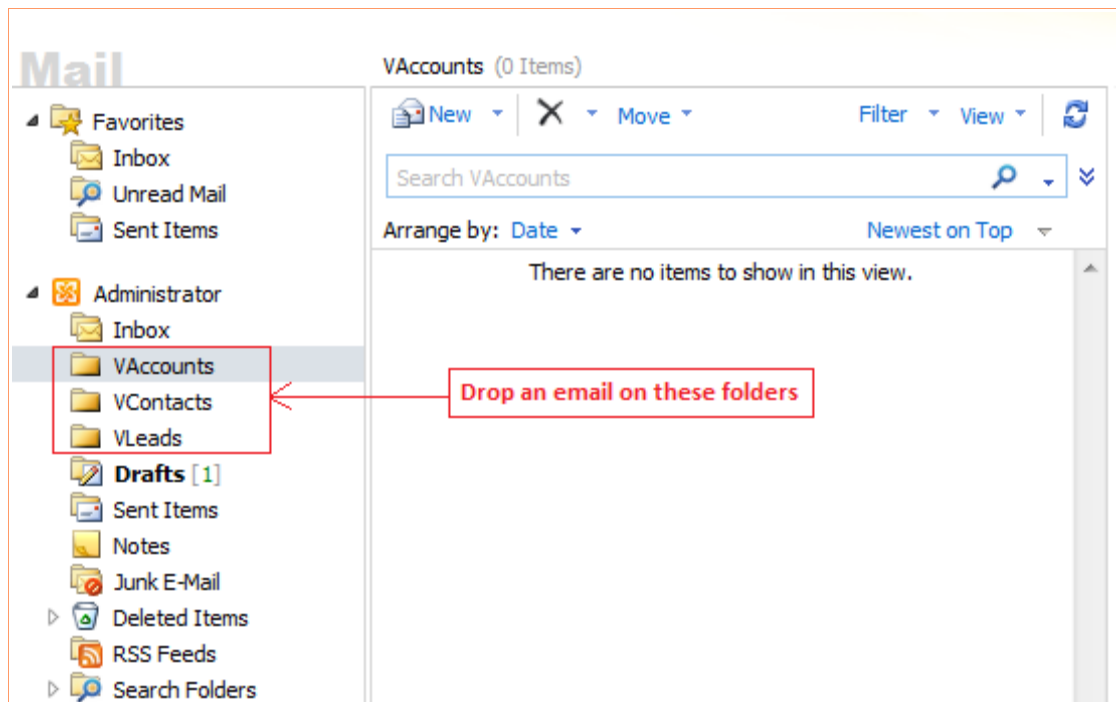 Mail
Favorites
Inbox
Unread Mail
Sent Items
Administrator
Inbox
VAccounts
VContacts
VLeads
Drafts [1]
Sent Items
Notes
Junk E-Mail
Deleted Items
RSS Feeds
Search Folders
VAccounts (0 Items)
New Move Filter View
Search VAccounts
Arrange by: Date Newest on Top
There are no items to show in this view.
Drop an email on these folders